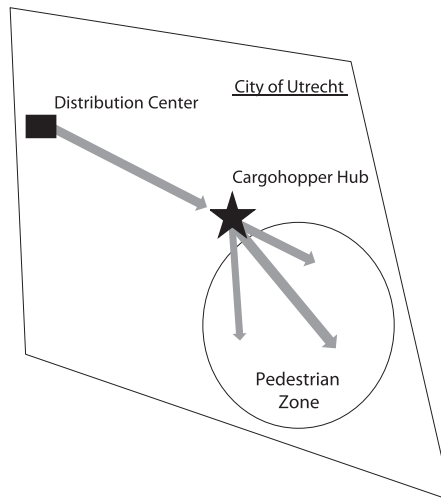 City of Utrecht
Distribution Center
Cargohopper Hub
Pedestrian
Zone